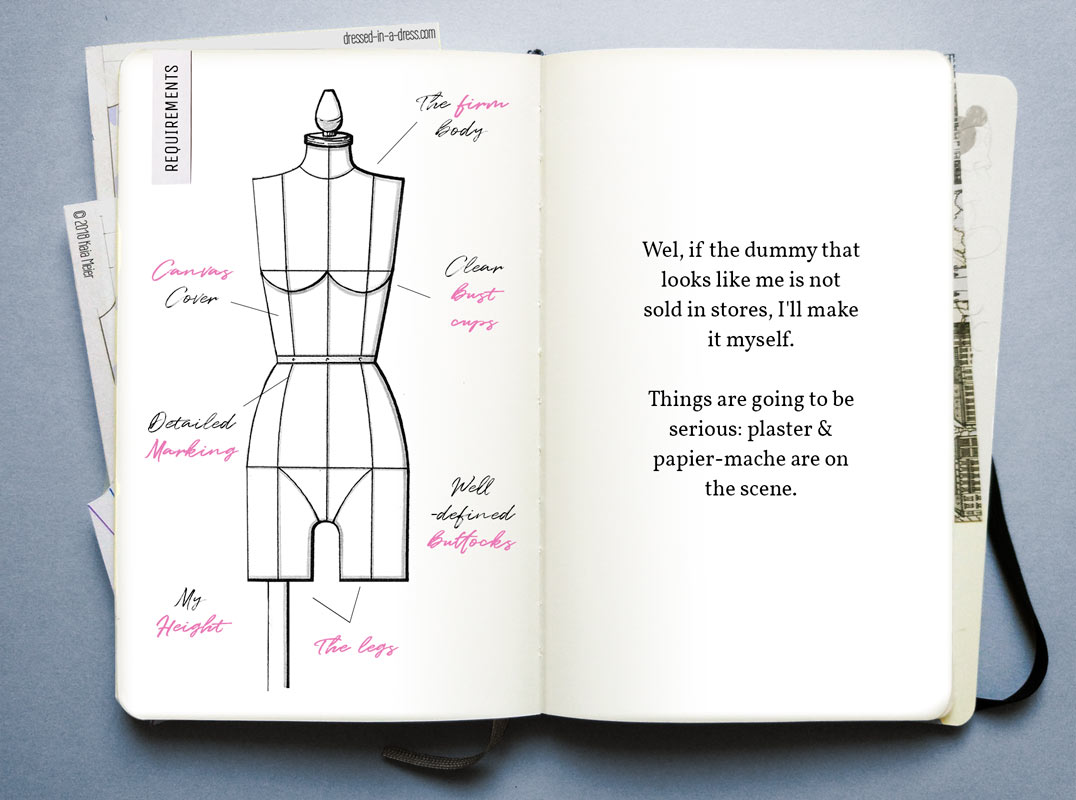 dressed-in-a-dress.com
REQUIREMENTS
© 2018 Kaia Meier
The firm
Body
Canvas
Cover
Clear
Bust
cups
Detailed
Marking
Well
-defined
Buttocks
My
Height
The legs
Wel, if the dummy that
looks like me is not
sold in stores, I'll make
it myself.
Things are going to be
serious: plaster &
papier-mache are on
the scene.